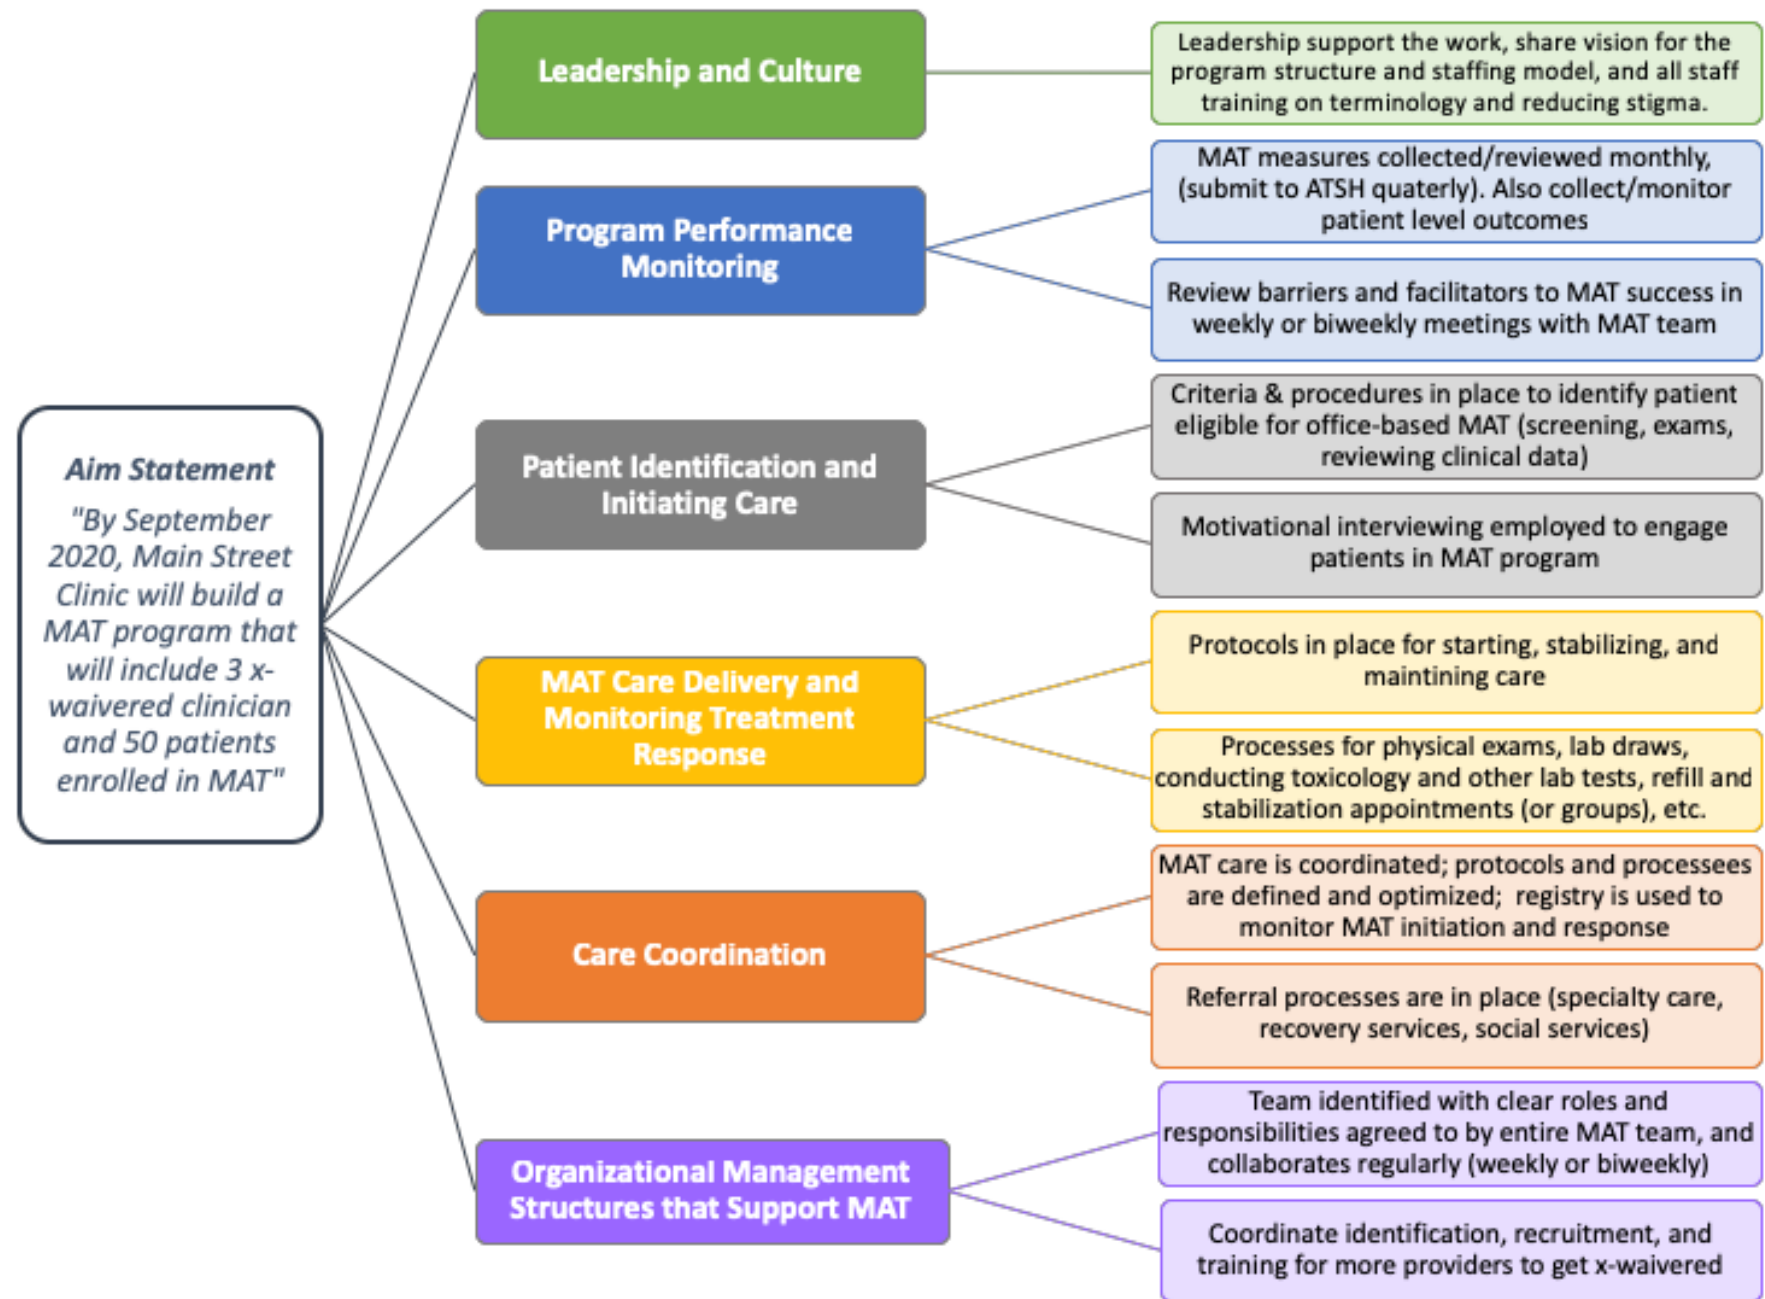 Aim Statement
"By September
2020, Main Street
Clinic will build a
MAT program that
will include 3 x-
waivered clinician
and 50 patients
enrolled in MAT"
Leadership and Culture
Leadership support the work, share vision for the
program structure and staffing model, and all staff
training on terminology and reducing stigma.
Program Performance
Monitoring
MAT measures collected/reviewed monthly,
(submit to ATSH quaterly). Also collect/monitor
patient level outcomes
Review barriers and facilitators to MAT success in
weekly or biweekly meetings with MAT team
Patient Identification and
Initiating Care
Criteria & procedures in place to identify patient
eligible for office-based MAT (screening, exams,
reviewing clinical data)
Motivational interviewing employed to engage
patients in MAT program
MAT Care Delivery and
Monitoring Treatment
Response
Protocols in place for starting, stabilizing, and
maintining care
Processes for physical exams, lab draws,
conducting toxicology and other lab tests, refill and
stabilization appointments (or groups), etc.
Care Coordination
MAT care is coordinated; protocols and processees
are defined and optimized;  registry is used to
monitor MAT initiation and response
Referral processes are in place (specialty care,
recovery services, social services)
Organizational Management
Structures that Support MAT
Team identified with clear roles and
responsibilities agreed to by entire MAT team, and
collaborates regularly (weekly or biweekly)
Coordinate identification, recruitment, and
training for more providers to get x-waivered